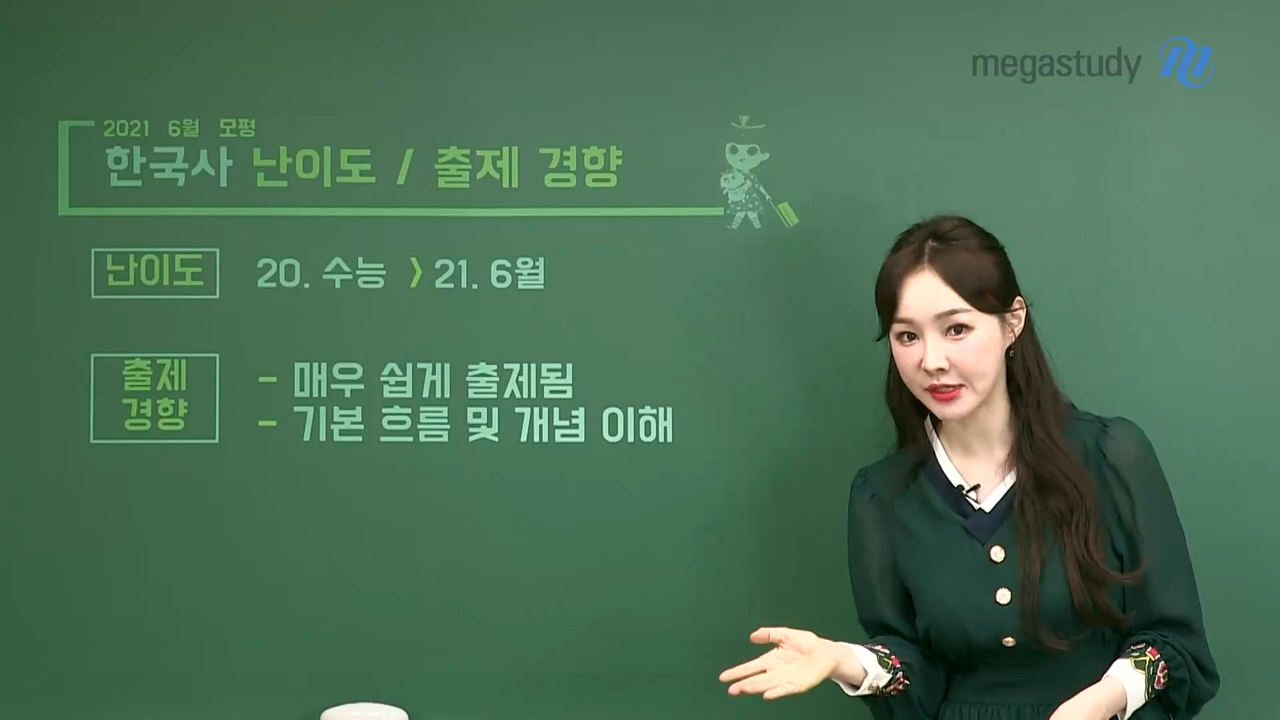 megastudy
2021 6월 모평
한국사 난이도 / 출제 경향
난이도
20. 수능 > 21. 6월
출제
경향
- 매우 쉽게 출제됨
- 기본 흐름 및 개념 이해